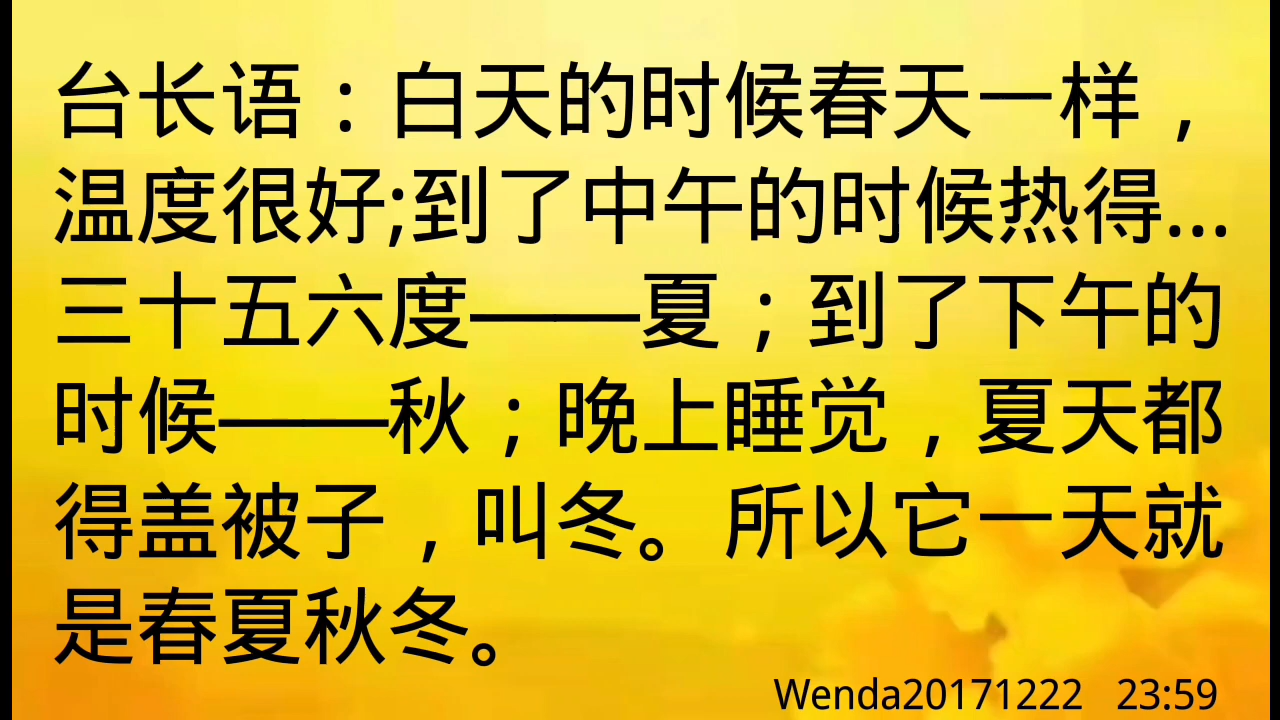 台长语：白天的时候春天一样，
温度很好;到了中午的时候热得...
三十五六度——夏；到了下午的
时候——秋；晚上睡觉，夏天都
得盖被子，叫冬。所以它一天就
是春夏秋冬。
Wenda20171222 23:59